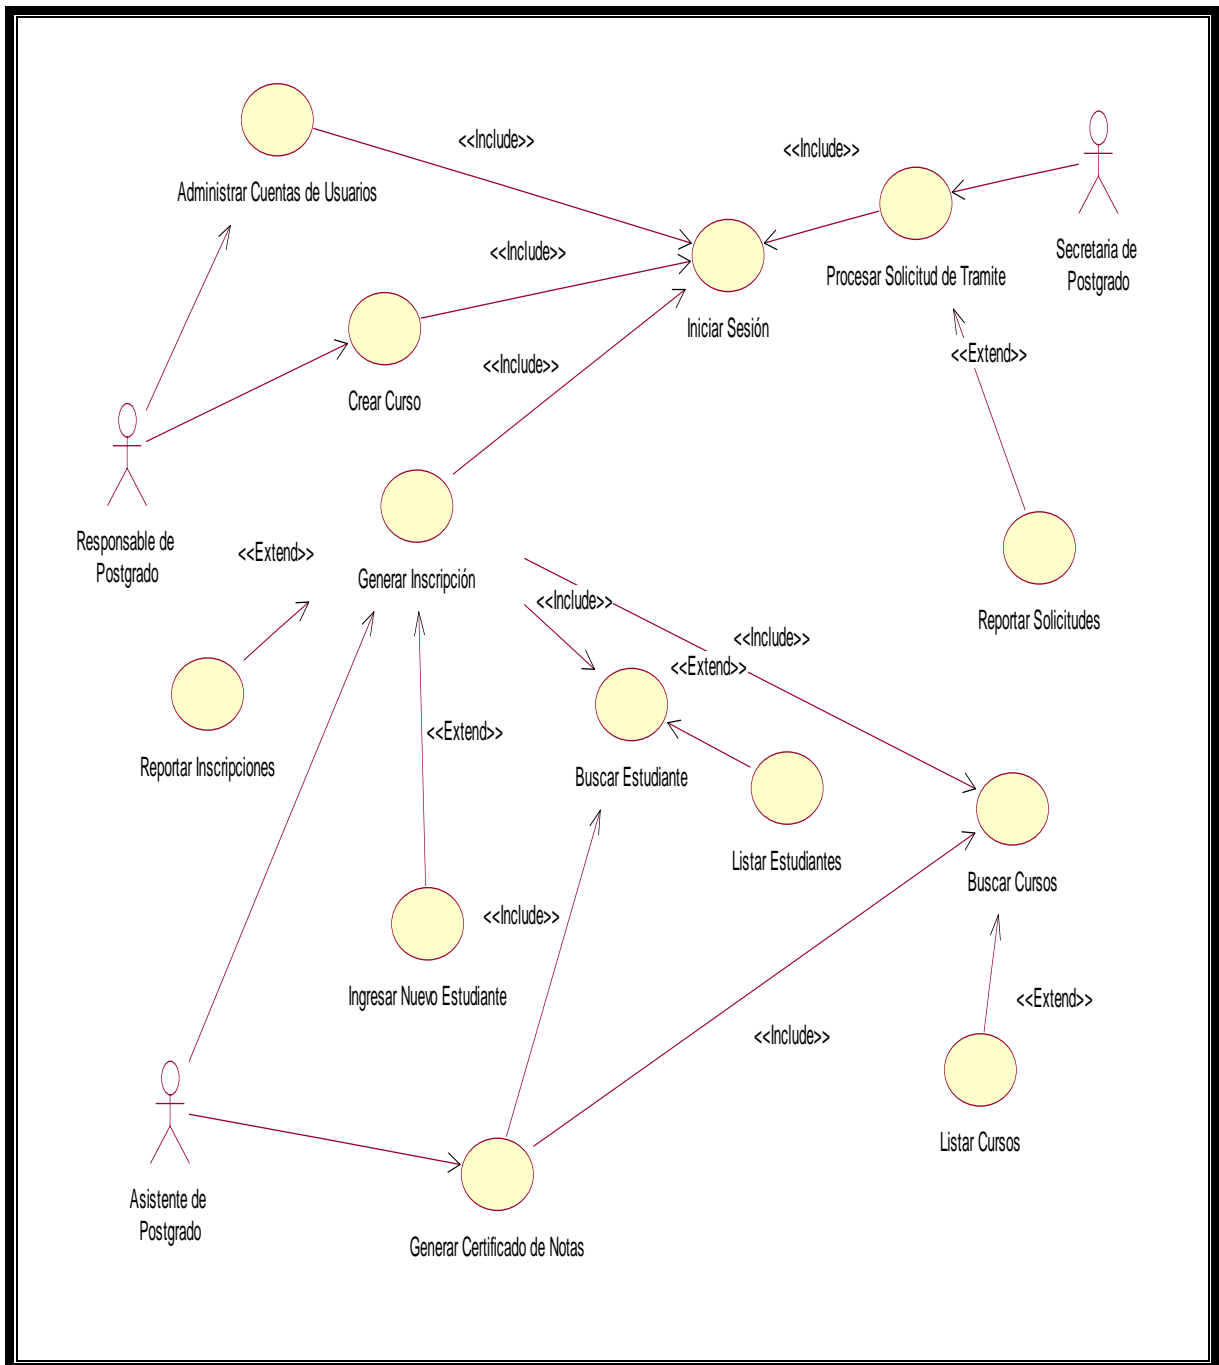 <<Include>>
<<Include>>
Administrar Cuentas de Usuarios
<<Include>>
Secretaria de
Postgrado
Procesar Solicitud de Tramite
Iniciar Sesión
<<Extend>>
<<Include>>
Crear Curso
Responsable de
Postgrado
<<Extend>>
Generar Inscripción
<<Include>>
Reportar Solicitudes
<<Include>>
<<Extend>>
<<Extend>>
Reportar Inscripciones
Buscar Estudiante
Listar Estudiantes
Buscar Cursos
<<Include>>
Ingresar Nuevo Estudiante
<<Extend>>
<<Include>>
Listar Cursos
Asistente de
Postgrado
Generar Certificado de Notas